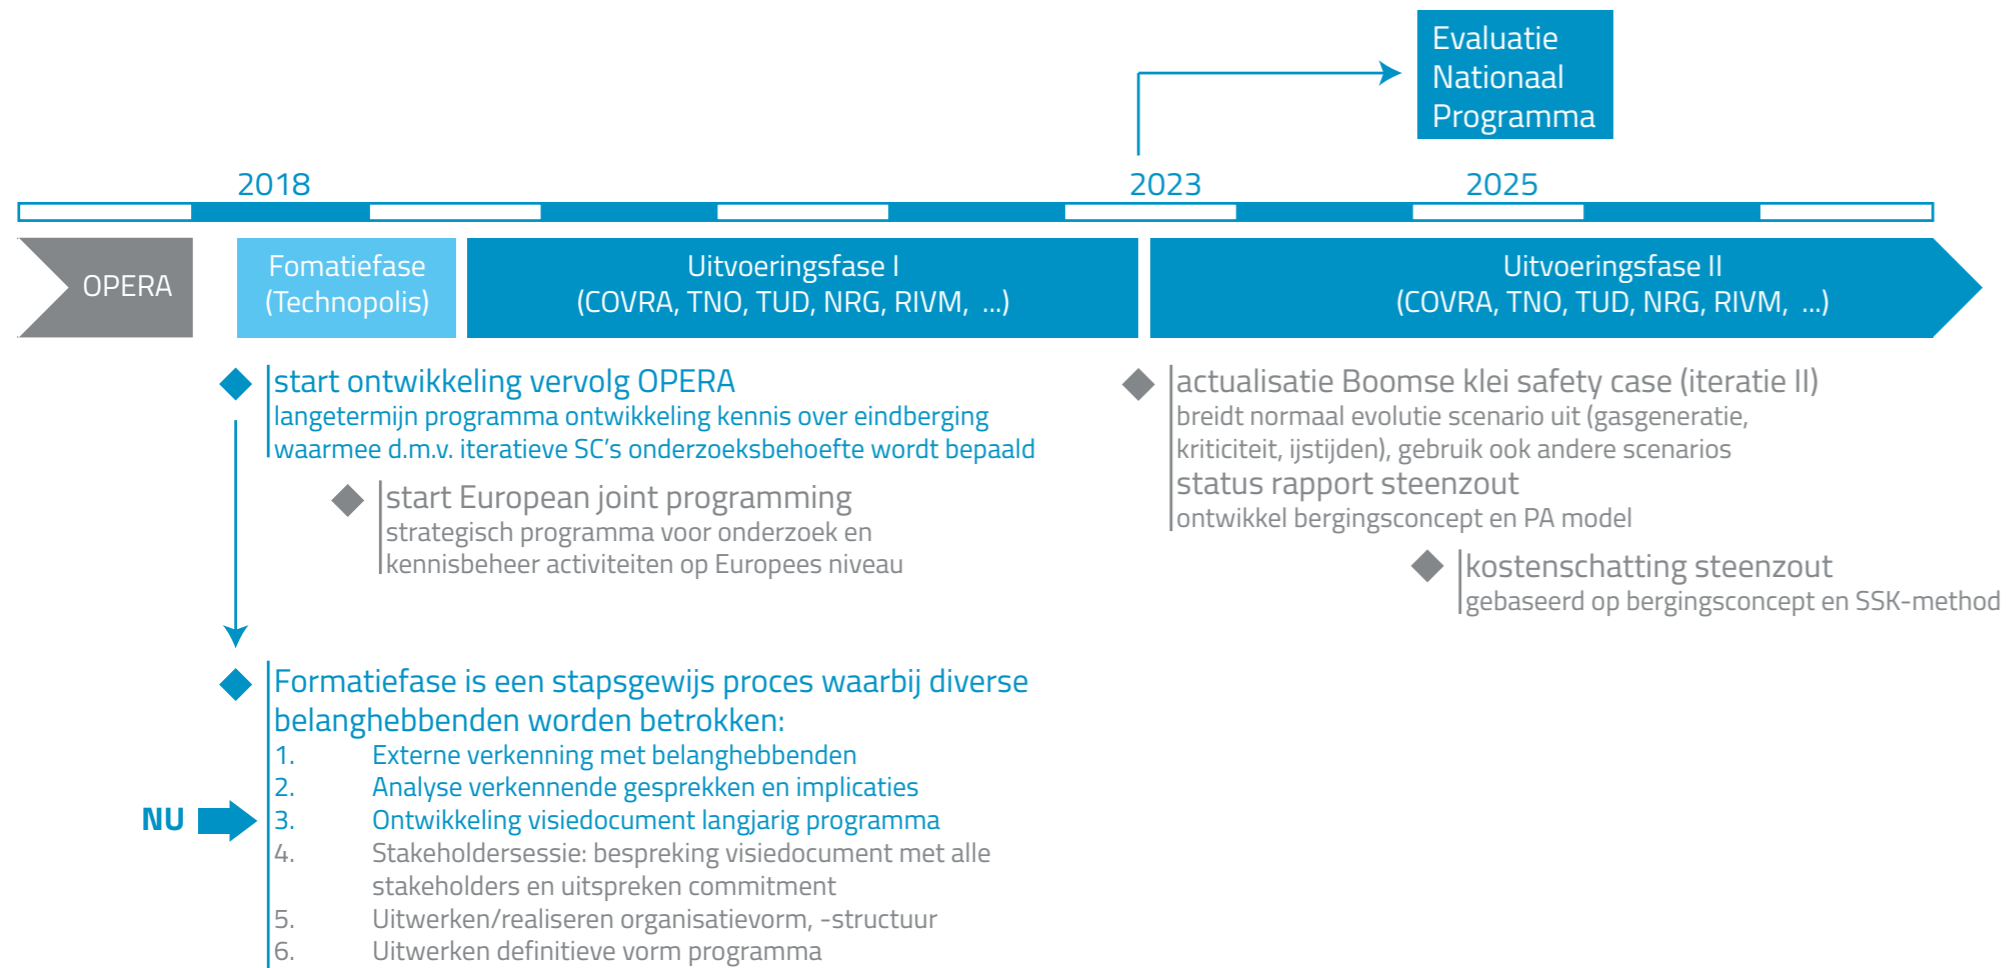 Evaluatie
Nationaal
Programma
2018
2023
2025
OPERA
Fomatiefase
(Technopolis)
Uitvoeringsfase I
(COVRA, TNO, TUD, NRG, RIVM, ...)
Uitvoeringsfase II
(COVRA, TNO, TUD, NRG, RIVM, ...)
start ontwikkeling vervolg OPERA
langetermijn programma ontwikkeling kennis over eindberging
waarmee d.m.v. iteratieve SC's onderzoeksbehoefte wordt bepaald
start European joint programming
strategisch programma voor onderzoek en
kennisbeheer activiteiten op Europees niveau
actualisatie Boomse klei safety case (iteratie II)
breidt normaal evolutie scenario uit (gasgeneratie,
kriticiteit, ijstijden), gebruik ook andere scenarios
status rapport steenzout
ontwikkel bergingsconcept en PA model
kostenschatting steenzout
gebaseerd op bergingsconcept en SSK-method
Formatiefase is een stapsgewijs proces waarbij diverse
belanghebbenden worden betrokken:
1. Externe verkenning met belanghebbenden
2. Analyse verkennende gesprekken en implicaties
NU 3. Ontwikkeling visiedocument langjarig programma
4. Stakeholdersessie: bespreking visiedocument met alle
stakeholders en uitspreken commitment
5. Uitwerken/realiseren organisatievorm, -structuur
6. Uitwerken definitieve vorm programma